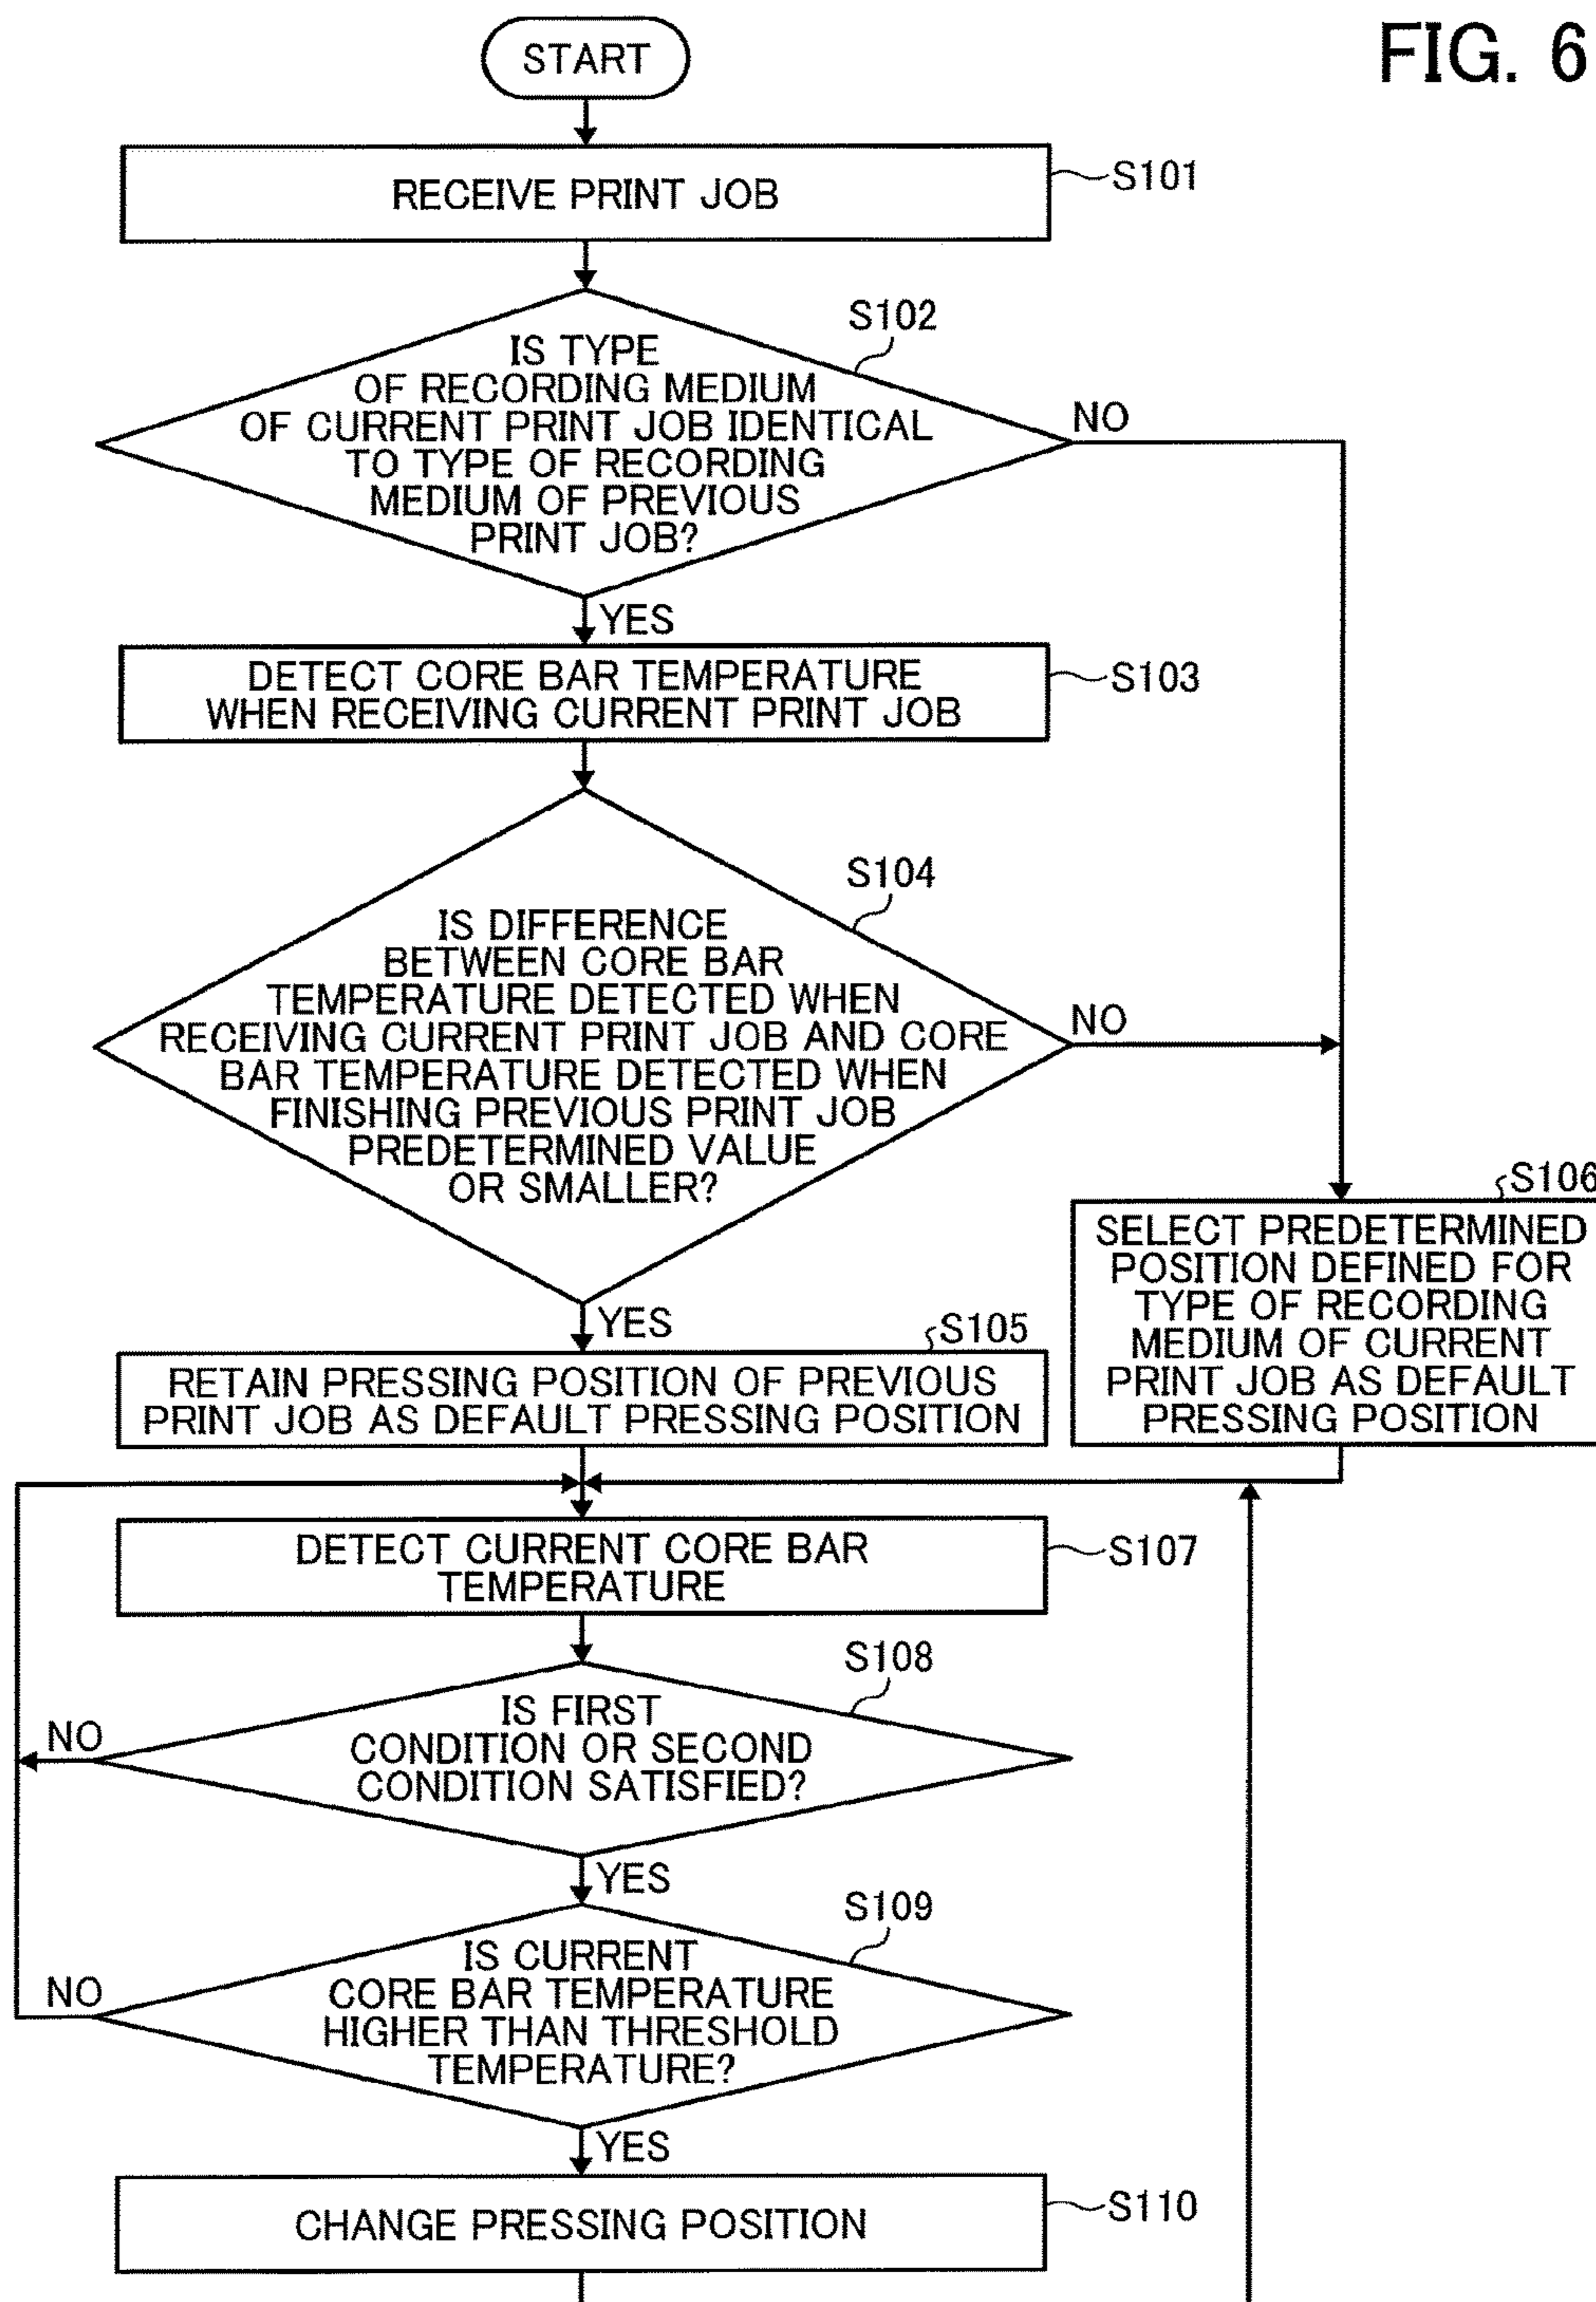 FIG. 6
START
RECEIVE PRINT JOB
S101
S102
IS TYPE
OF RECORDING MEDIUM
OF CURRENT PRINT JOB IDENTICAL
TO TYPE OF RECORDING
MEDIUM OF PREVIOUS
PRINT JOB?
NO
YES
DETECT CORE BAR TEMPERATURE
WHEN RECEIVING CURRENT PRINT JOB
S103
S104
IS DIFFERENCE
BETWEEN CORE BAR
TEMPERATURE DETECTED WHEN
RECEIVING CURRENT PRINT JOB AND CORE
BAR TEMPERATURE DETECTED WHEN
FINISHING PREVIOUS PRINT JOB
PREDETERMINED VALUE
OR SMALLER?
NO
YES
S105
RETAIN PRESSING POSITION OF PREVIOUS
PRINT JOB AS DEFAULT PRESSING POSITION
S106
SELECT PREDETERMINED
POSITION DEFINED FOR
TYPE OF RECORDING
MEDIUM OF CURRENT
PRINT JOB AS DEFAULT
PRESSING POSITION
DETECT CURRENT CORE BAR
TEMPERATURE
S107
S108
IS FIRST
CONDITION OR SECOND
CONDITION SATISFIED?
NO
YES
S109
IS CURRENT
CORE BAR TEMPERATURE
HIGHER THAN THRESHOLD
TEMPERATURE?
NO
YES
CHANGE PRESSING POSITION
S110